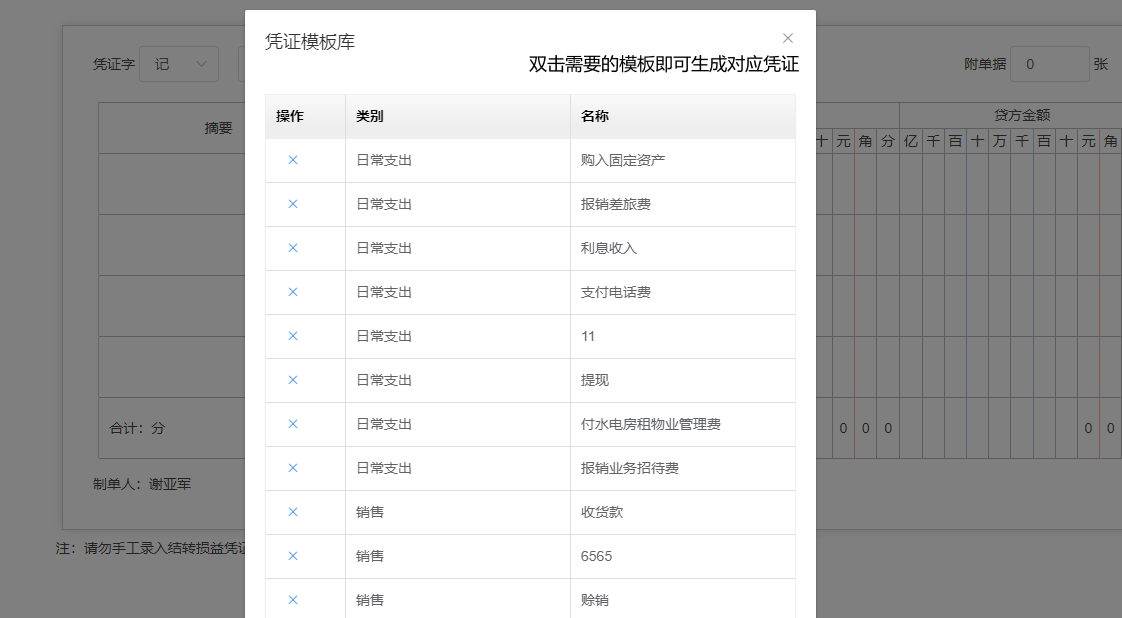 凭证模板库
双击需要的模板即可生成对应凭证
凭证字 记
附单据 0 张
操作 类别 名称
日常支出 购入固定资产
日常支出 报销差旅费
日常支出 利息收入
日常支出 支付电话费
日常支出 11
日常支出 提现
日常支出 付水电房租物业管理费
日常支出 报销业务招待费
销售 收货款
销售 6565
销售 赊销
摘要
贷方金额
十 元 角 分 亿 千 百 十 万 千 百 十 元 角
合计：分
0 0 0 0 0
制单人：谢亚军
注：请勿手工录入结转损益凭证